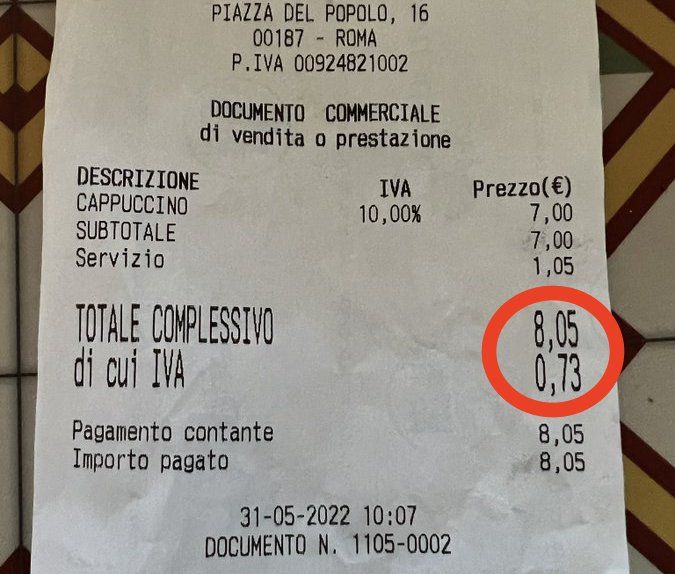 PIAZZA DEL POPOLO, 16
00187 - ROMA
P.IVA 00924821002
DOCUMENTO COMMERCIALE
di vendita o prestazione
DESCRIZIONE IVA Prezzo(€)
CAPPUCCINO 10,00% 7,00
SUBTOTALE 7,00
Servizio 1,05
TOTALE COMPLESSIVO 8,05
di cui IVA 0,73
Pagamento contante 8,05
Importo pagato 8,05
31-05-2022 10:07
DOCUMENTO N. 1105-0002